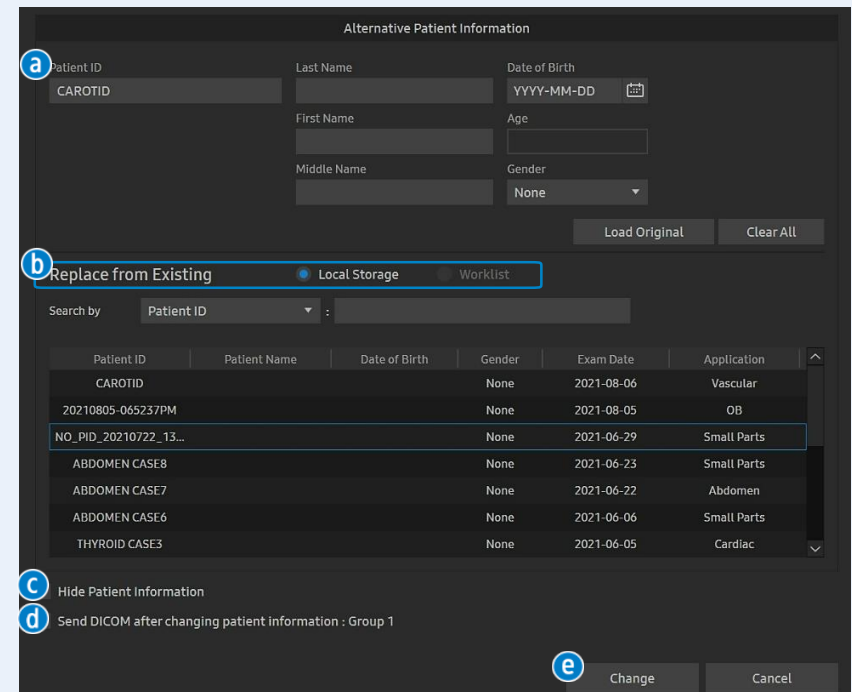 Alternative Patient Information
a Patient ID Last Name Date of Birth
CAROTID YYYY-MM-DD
First Name Age
Middle Name Gender
None
Load Original Clear All
b Replace from Existing Local Storage Worklist
Search by Patient ID :
Patient ID Patient Name Date of Birth Gender Exam Date Application
CAROTID None 2021-08-06 Vascular
20210805-065237PM None 2021-08-05 OB
NO_PID_20210722_13... None 2021-06-29 Small Parts
ABDOMEN CASE8 None 2021-06-23 Small Parts
ABDOMEN CASE7 None 2021-06-22 Abdomen
ABDOMEN CASE6 None 2021-06-06 Small Parts
THYROID CASE3 None 2021-06-05 Cardiac
c Hide Patient Information
d Send DICOM after changing patient information : Group 1
e Change Cancel